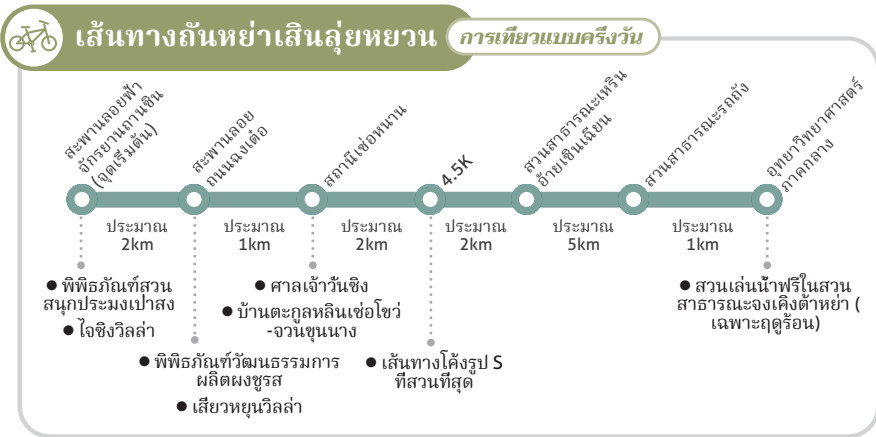 เส้นทางถันหย่าเสินลุ่ยหยวน
การเทียวแบบครึ่งวัน
สะพานลอยฟ้า
จักรยานถานซิน
(จุดเริ่มต้น)
สะพานลอย
ถนนฉงเต๋อ
สถานีเซ่อหนาน
4.5K
สวนสาธารณะเหริน
อ้ายเชินเฉียน
สวนสาธารณะรถถัง
อุทยาวิทยาศาสตร์
ภาคกลาง
ประมาณ
2km
ประมาณ
1km
ประมาณ
2km
ประมาณ
2km
ประมาณ
5km
ประมาณ
1km
● พิพิธภัณฑ์สวน
สนุกประมงเปาสง
● ไจซิงวิลล่า
● พิพิธภัณฑ์วัฒนธรรมการ
ผลิตผงชูรส
● เสียวหยุนวิลล่า
● ศาลเจ้าวั่นซิง
● บ้านตะกูลหลินเซ่อโขว่
-จวนขุนนาง
● เส้นทางโค้งรูป S
ทีสวนทีสุด
● สวนเล่นน้ำฟรีในสวน
สาธารณะจงเคิงต้าหย่า (
เฉพาะฤดูร้อน)